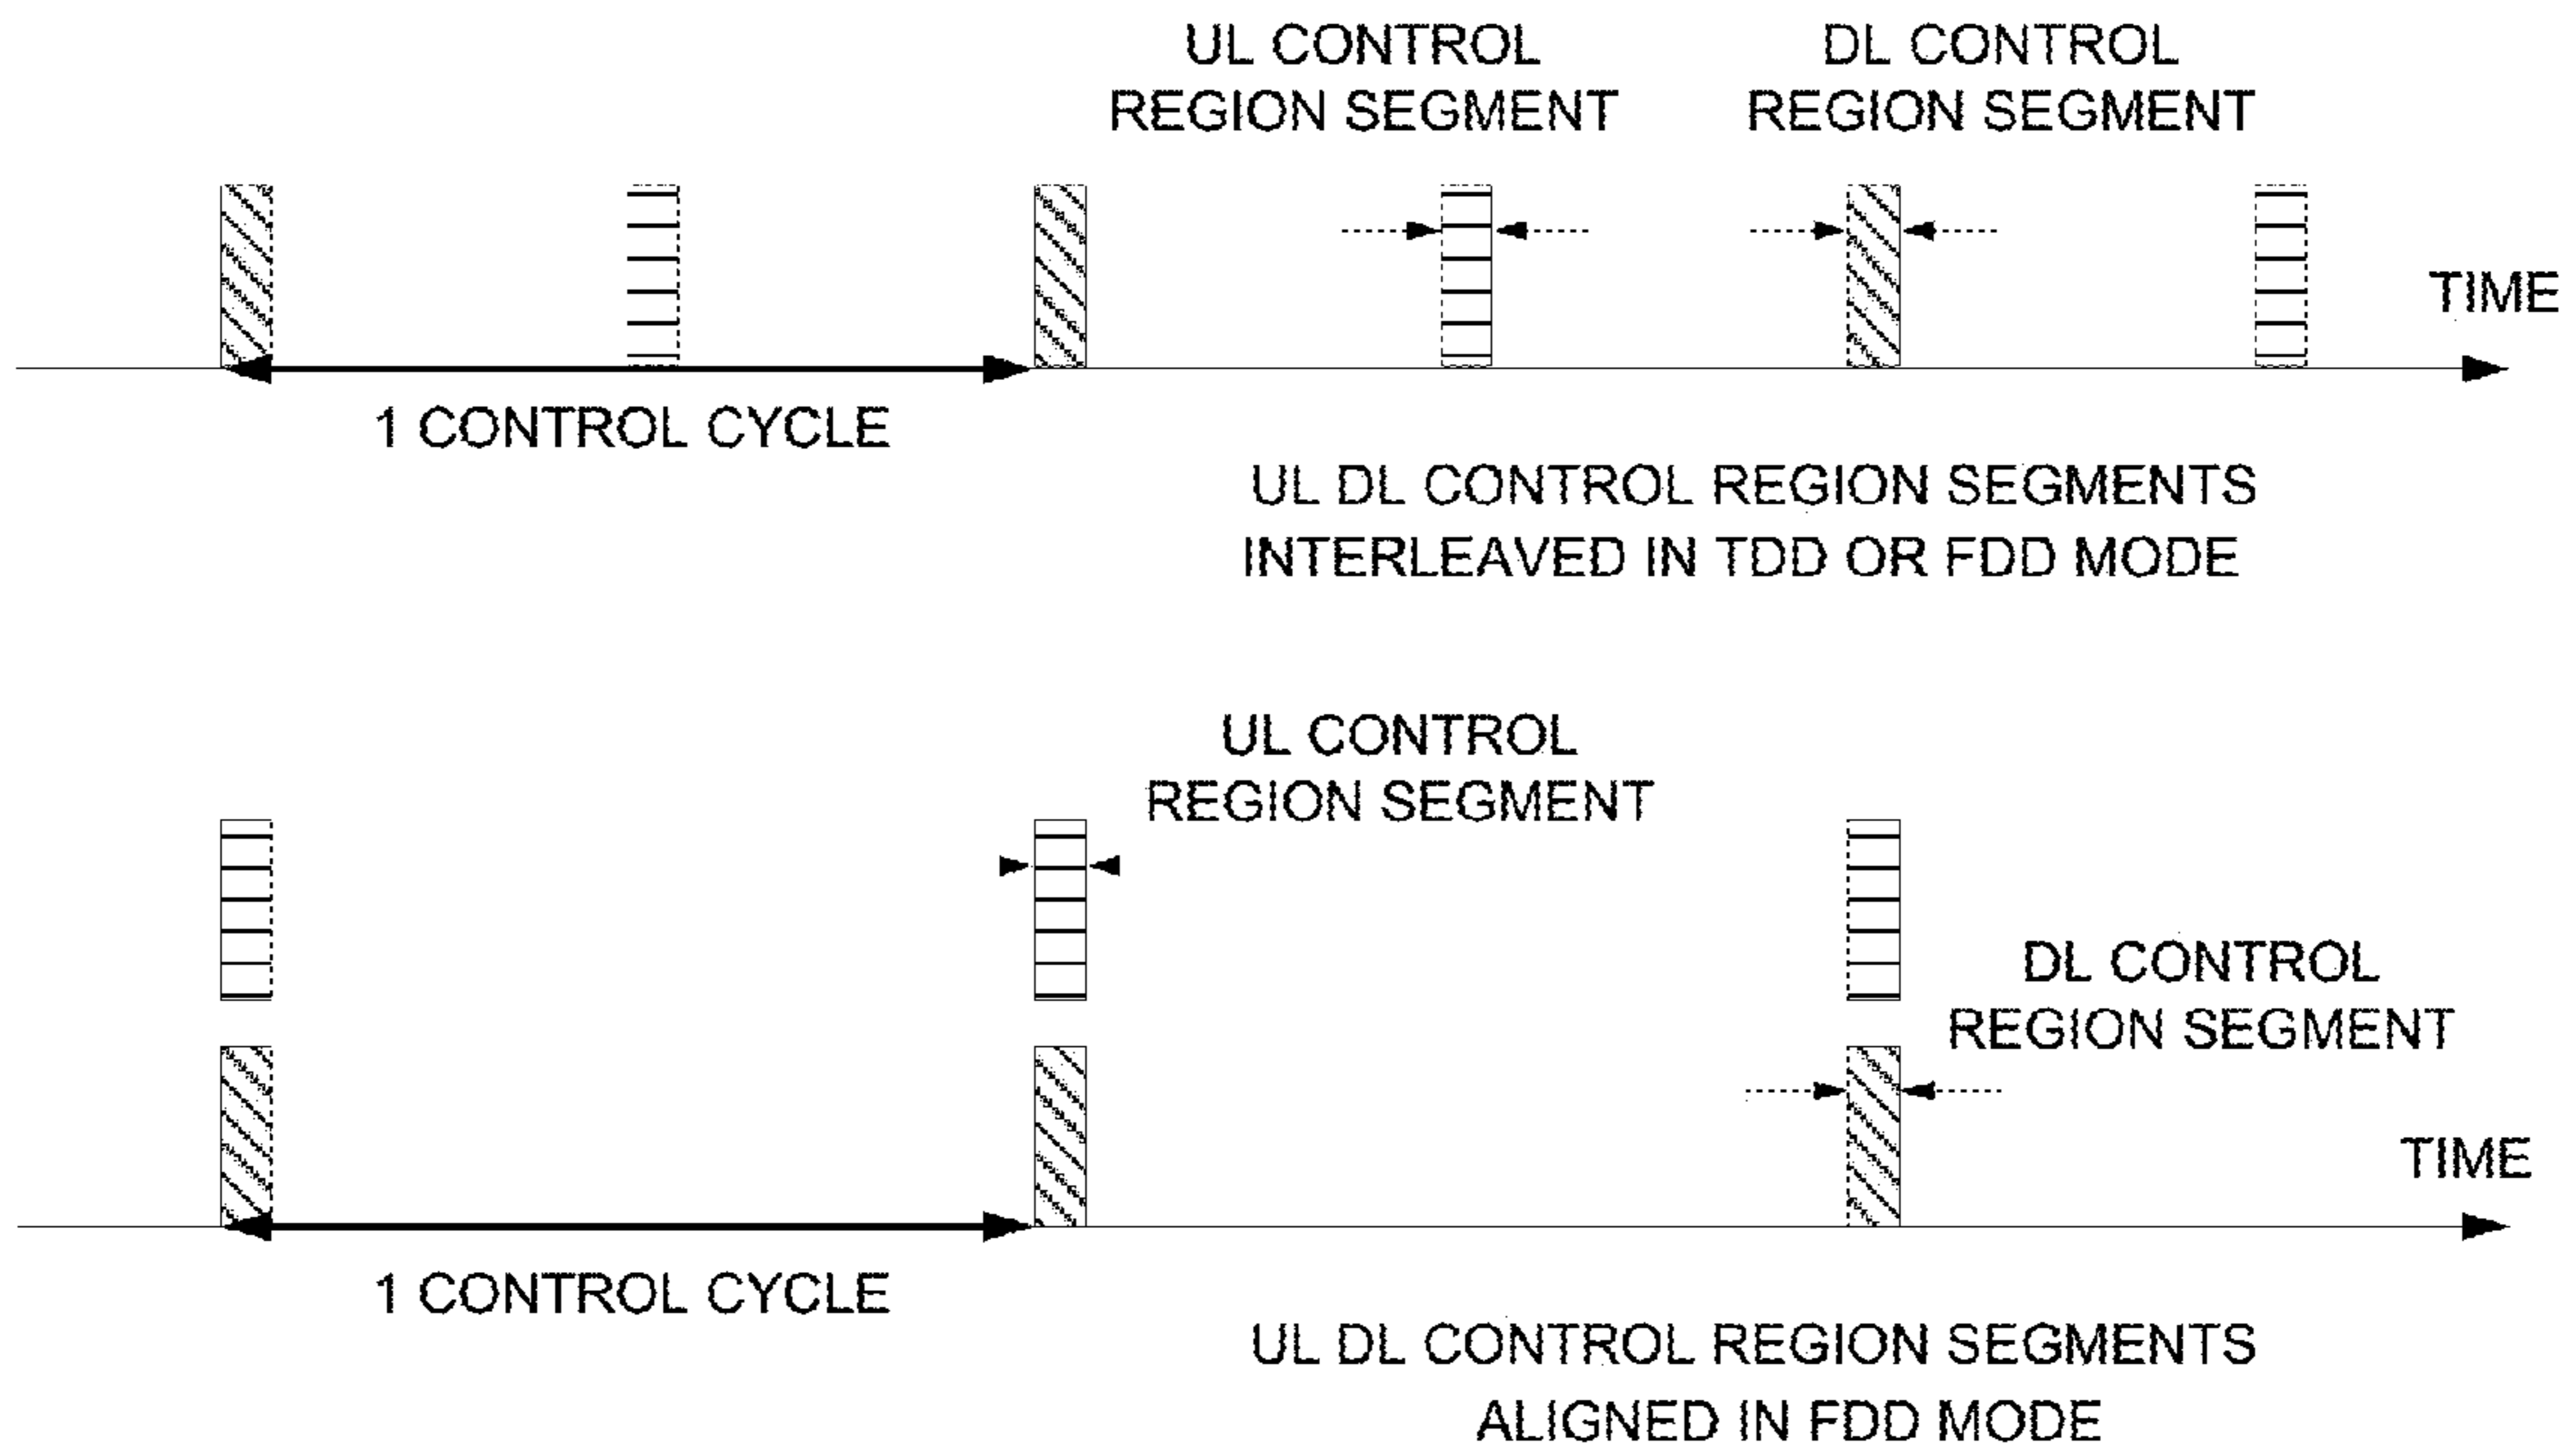 UL CONTROL
REGION SEGMENT
DL CONTROL
REGION SEGMENT
TIME
1 CONTROL CYCLE
UL DL CONTROL REGION SEGMENTS
INTERLEAVED IN TDD OR FDD MODE
UL CONTROL
REGION SEGMENT
DL CONTROL
REGION SEGMENT
TIME
1 CONTROL CYCLE
UL DL CONTROL REGION SEGMENTS
ALIGNED IN FDD MODE